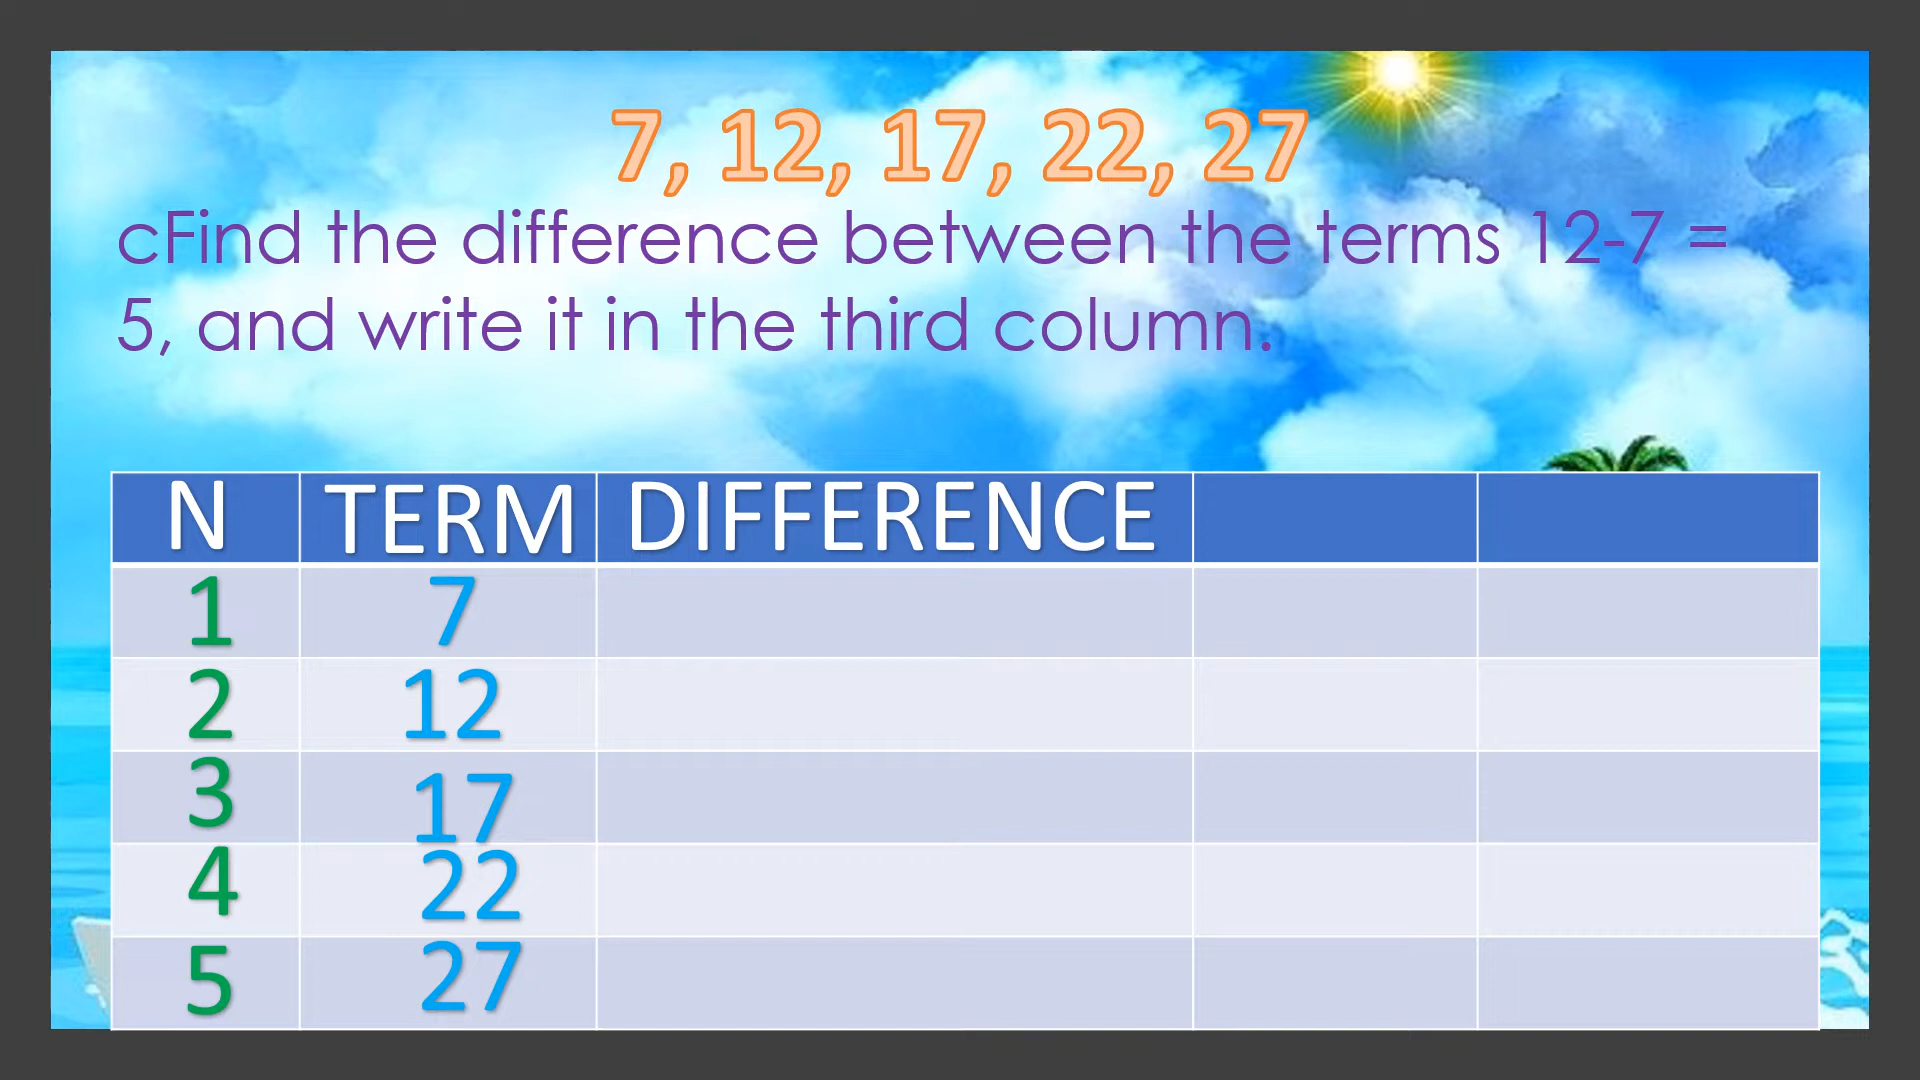 7, 12, 17, 22, 27
cFind the difference between the terms 12-7 =
5, and write it in the third column.
N TERM DIFFERENCE
1 7
2 12
3 17
4 22
5 27